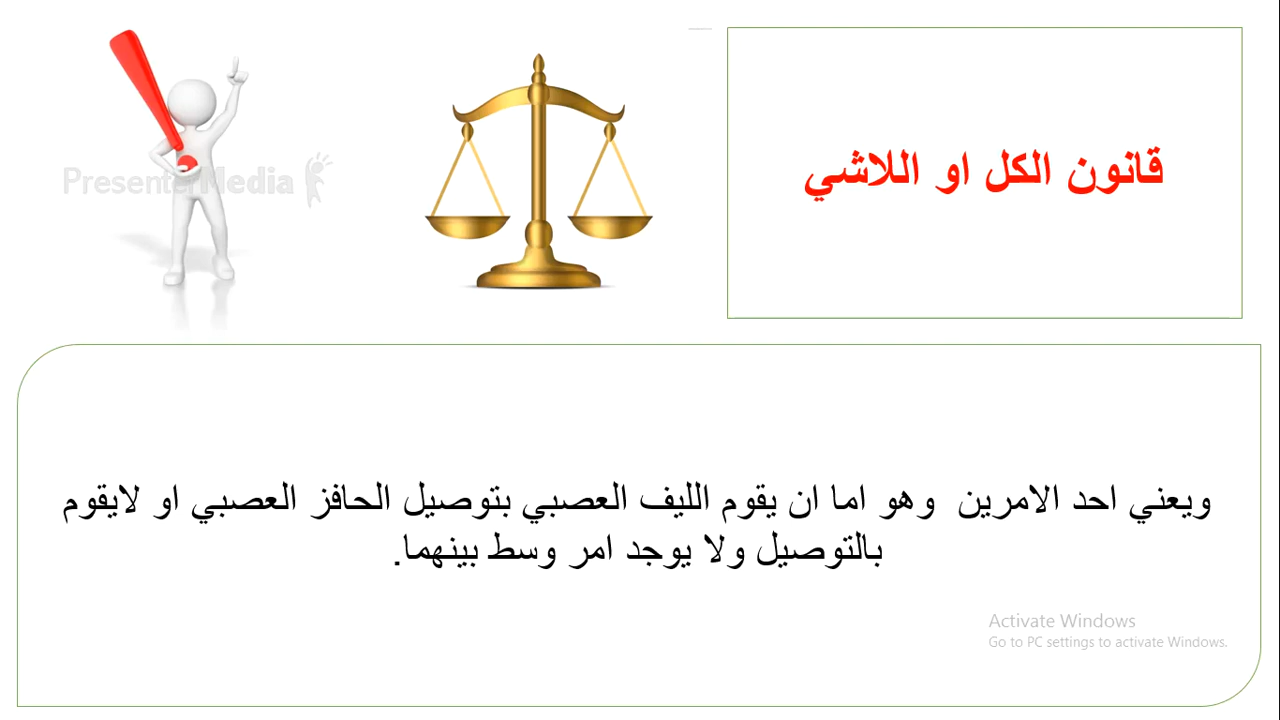 قانون الكل او اللاشي
PresenterMedia
ويعني احد الامرين وهو اما ان يقوم الليف العصبي بتوصيل الحافز العصبي او لايقوم
بالتوصيل ولا يوجد امر وسط بينهما.
Activate Windows
Go to PC settings to activate Windows.